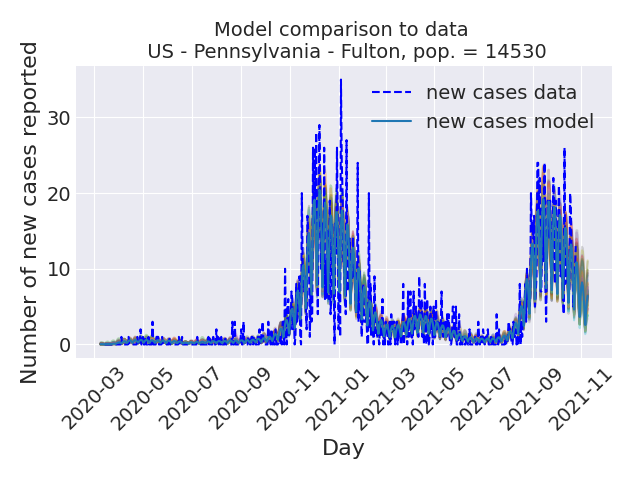 Model comparison to data
US - Pennsylvania - Fulton, pop. = 14530
Number of new cases reported
30
20
10
0
new cases data
new cases model
2020-03
2020-05
2020-07
2020-09
2020-11
2021-01
2021-03
2021-05
2021-07
2021-09
2021-11
Day